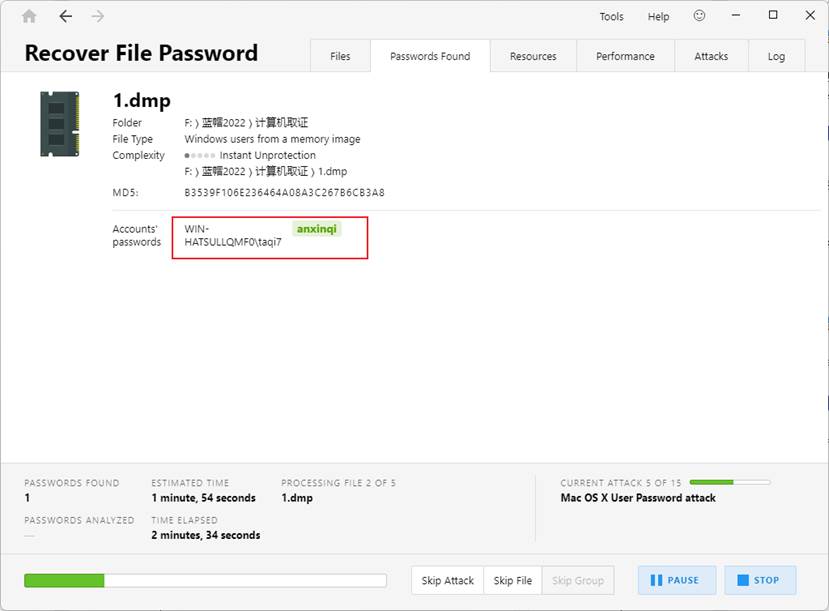 Tools Help
Recover File Password
Files Passwords Found Resources Performance Attacks Log
1.dmp
Folder F: ⟩ 蓝帽2022 ⟩ 计算机取证
File Type Windows users from a memory image
Complexity Instant Unprotection
F: ⟩ 蓝帽2022 ⟩ 计算机取证 ⟩ 1.dmp
MD5: B3539F106E236464A08A3C267B6CB3A8
Accounts' WIN- anxinqi
passwords HATSULLQMF0\taqi7
PASSWORDS FOUND ESTIMATED TIME PROCESSING FILE 2 OF 5 CURRENT ATTACK 5 OF 15
1 1 minute, 54 seconds 1.dmp Mac OS X User Password attack
PASSWORDS ANALYZED TIME ELAPSED
— 2 minutes, 34 seconds
Skip Attack Skip File Skip Group PAUSE STOP